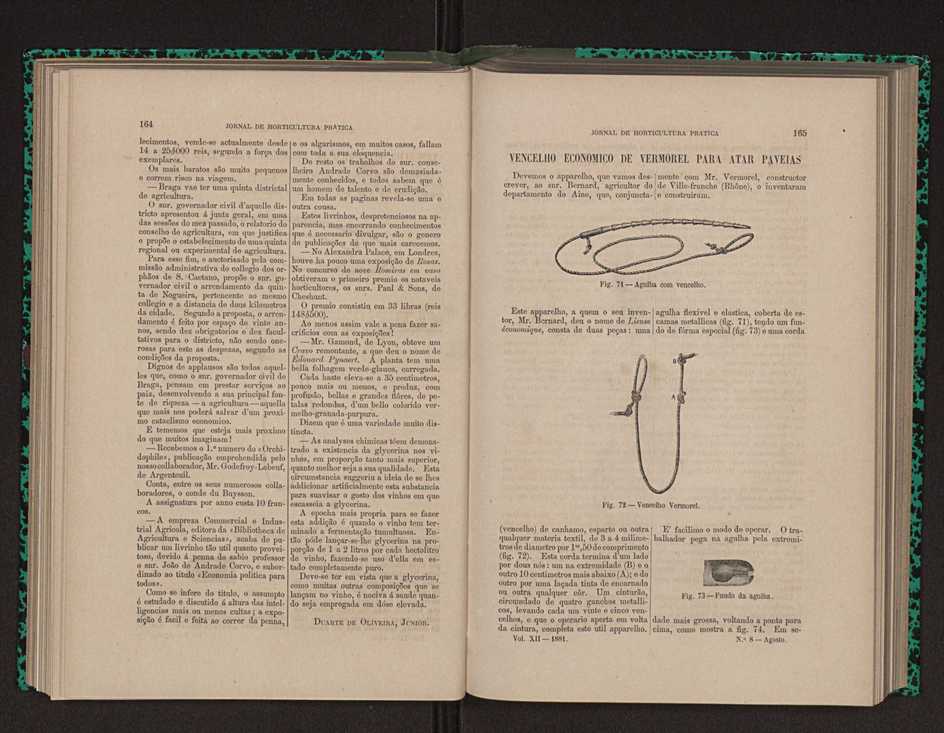 164
JORNAL DE HORTICULTURA PRÁTICA
lecimentos, vende-se actualmente desde
14 a 25$000 reis, segundo a força dos
exemplares.
Os mais baratos são muito pequenos
e correm risco na viagem.
— Braga vae ter uma quinta districtal
de agricultura.
O snr. governador civil d'aquelle dis-
tricto apresentou á junta geral, em uma
das sessões do mez passado, o relatorio do
conselho de agricultura, em que justifica
e propõe o estabelecimento de uma quinta
regional ou experimental de agricultura.
Para esse fim, e auctorisado pela com-
missão administrativa do collegio dos or-
phãos de S. Caetano, propõe o snr. go-
vernador civil o arrendamento da quin-
ta de Nogueira, pertencente ao mesmo
collegio e a distancia de dous kilometros
da cidade. Segundo a proposta, o arren-
damento é feito por espaço de vinte an-
nos, sendo dez obrigatorios e dez facul-
tativos para o districto, não sendo one-
rosas para este as despezas, segundo as
condições da proposta.
Dignos de applausos são todos aquel-
les que, como o snr. governador civil de
Braga, pensam em prestar serviços ao
paiz, desenvolvendo a sua principal fon-
te de riqueza — a agricultura — aquella
que mais nos poderá salvar d'um proxi-
mo cataclismo economico.
E tememos que esteja mais proximo
do que muitos imaginam!
— Recebemos o 1.º numero do «Orchi-
dophile», publicação emprehendida pelo
nosso collaborador, Mr. Godefroy-Lebeuf,
de Argenteuil.
Conta, entre os seus numerosos colla-
boradores, o conde du Buysson.
A assignatura por anno custa 10 fran-
cos.
— A empreza Commercial e Indus-
trial Agricola, editora da «Bibliotheca de
Agricultura e Sciencias», acaba de pu-
blicar um livrinho tão util quanto provei-
toso, devido á penna do sabio professor
o snr. João de Andrade Corvo, e subor-
dinado ao titulo «Economia politica para
todos».
Como se infere do titulo, o assumpto
é estudado e discutido á altura das intel-
ligencias mais ou menos cultas; a expo-
sição é facil e feita ao correr da penna,
e os algarismos, em muitos casos, fallam
com toda a sua eloquencia.
De resto os trabalhos do snr. conse-
lheiro Andrade Corvo são demasiada-
mente conhecidos, e todos sabem que é
um homem de talento e de erudição.
Em todas as paginas revela-se uma e
outra cousa.
Estes livrinhos, despretenciosos na ap-
parencia, mas encerrando conhecimentos
que é necessario divulgar, são o genero
de publicações de que mais carecemos.
— No Alexandra Palace, em Londres,
houve ha pouco uma exposição de Rosas.
No concurso de nove Roseiras em vaso
obtiveram o primeiro premio os notaveis
horticultores, os snrs. Paul & Sons, de
Cheshunt.
O premio consistiu em 33 libras (reis
148$500).
Ao menos assim vale a pena fazer sa-
crificios com as exposições!
— Mr. Gamond, de Lyon, obteve um
Cravo remontante, a que deu o nome de
Edouard Pynaert. A planta tem uma
bella folhagem verde-glauca, carregada.
Cada haste eleva-se a 35 centimetros,
pouco mais ou menos, e produz, com
profusão, bellas e grandes flôres, de pe-
talas redondas, d'um bello colorido ver-
melho-granada-purpura.
Dizem que é uma variedade muito dis-
tincta.
— As analyses chimicas têem demons-
trado a existencia da glycerina nos vi-
nhos, em proporção tanto mais superior,
quanto melhor seja a sua qualidade. Esta
circumstancia suggeriu a ideia de se lhes
addicionar artificialmente esta substancia
para suavisar o gosto dos vinhos em que
escasseia a glycerina.
A epocha mais propria para se fazer
esta addição é quando o vinho tem ter-
minado a fermentação tumultuosa. En-
tão póde lançar-se-lhe glycerina na pro-
porção de 1 a 2 litros por cada hectolitro
de vinho, fazendo-se uso d'ella em es-
tado completamente puro.
Deve-se ter em vista que a glycerina,
como muitas outras composições que se
lançam no vinho, é nociva á saude quan-
do seja empregada em dóse elevada.
DUARTE DE OLIVEIRA, JUNIOR.
JORNAL DE HORTICULTURA PRATICA
165
VENCELHO ECONOMICO DE VERMOREL PARA ATAR PAVEIAS
Devemos o apparelho, que vamos des-
crever, ao snr. Bernard, agricultor do
departamento do Aine, que, conjuncta-
mente com Mr. Vermorel, constructor
de Ville-franche (Rhône), o inventaram
e construiram.
Fig. 71 — Agulha com vencelho.
Este apparelho, a quem o seu inven-
tor, Mr. Bernard, deu o nome de Liense
économique, consta de duas peças: uma
agulha flexivel e elastica, coberta de es-
camas metallicas (fig. 71), tendo um fun-
do de fórma especial (fig. 73) e uma corda
Fig. 72 — Vencelho Vermorel.
(vencelho) de canhamo, esparto ou outra
qualquer materia textil, de 3 a 4 milime-
tros de diametro por 1m,50 de comprimento
(fig. 72). Esta corda termina d'um lado
por dous nós: um na extremidade (B) e o
outro 10 centimetros mais abaixo (A); e do
outro por uma laçada tinta de encarnado
ou outra qualquer côr. Um cinturão,
circumdado de quatro ganchos metalli-
cos, levando cada um vinte e cinco ven-
celhos, e que o operario aperta em volta
da cintura, completa este util apparelho.
E' facilimo o modo de operar. O tra-
balhador pega na agulha pela extremi-
Fig. 73 — Fundo da agulha.
dade mais grossa, voltando a ponta para
cima, como mostra a fig. 74. Em se-
Vol. XII — 1881.
N.º 8 — Agosto.